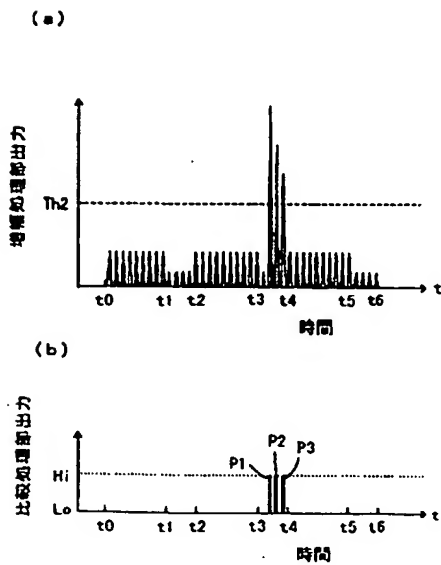 (a)
増幅処理部出力
Th2
t0 t1 t2 t3 t4 t5 t6 t
時間
(b)
比較処理部出力
P1 P2 P3
Hi
Lo
t0 t1 t2 t3 t4 t5 t6 t
時間